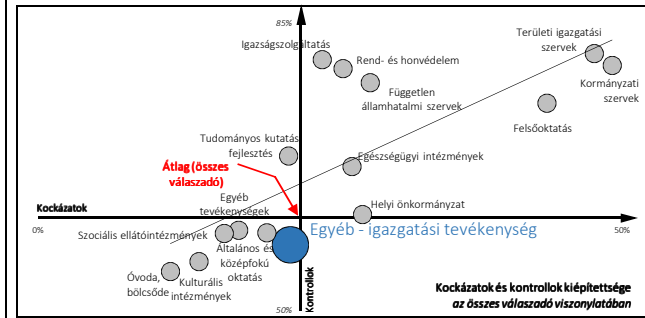 85%
Igazságszolgáltatás
Területi igazgatási
szervek
Rend- és honvédelem
Kormányzati
szervek
Független
államhatalmi szervek
Felsőoktatás
Tudományos kutatás
fejlesztés
Egészségügyi intézmények
Átlag (összes
válaszadó)
Egyéb
tevékenységek
Helyi önkormányzat
Kockázatok
0%
50%
Szociális ellátóintézmények
Egyéb - igazgatási tevékenység
Általános és
középfokú
oktatás
Óvoda,
bölcsőde
Kulturális
intézmények
Kontrollok
50%
Kockázatok és kontrollok kiépítettsége
az összes válaszadó viszonylatában